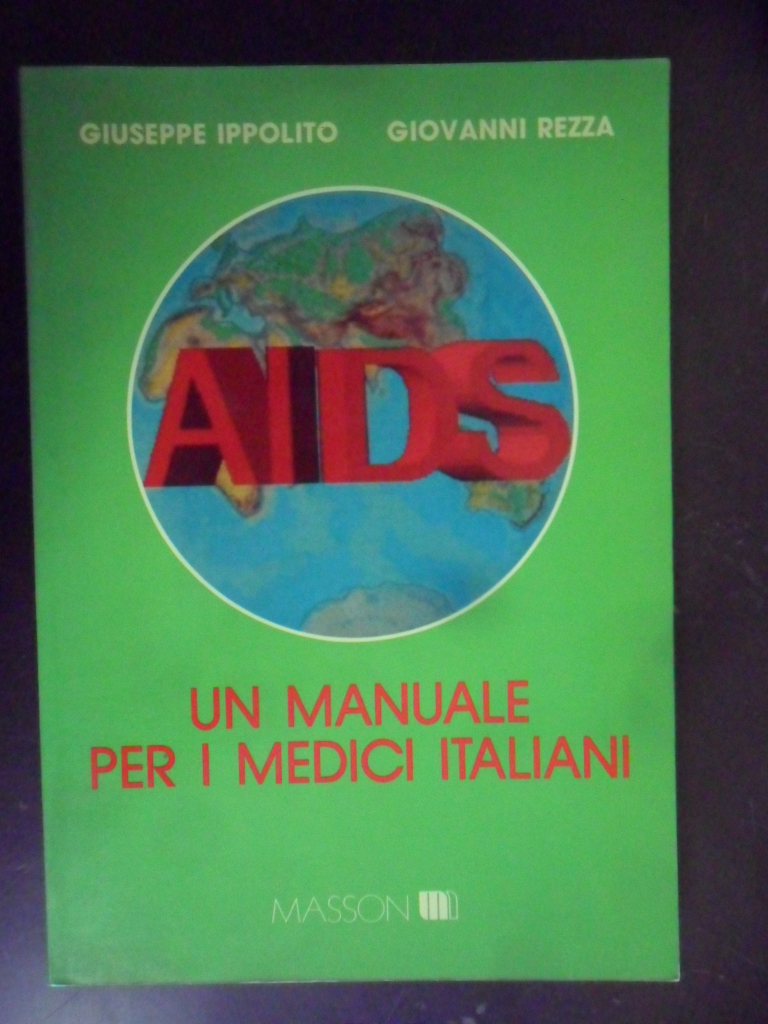 GIUSEPPE IPPOLITO GIOVANNI REZZA
AIDS
UN MANUALE
PER I MEDICI ITALIANI
MASSON m